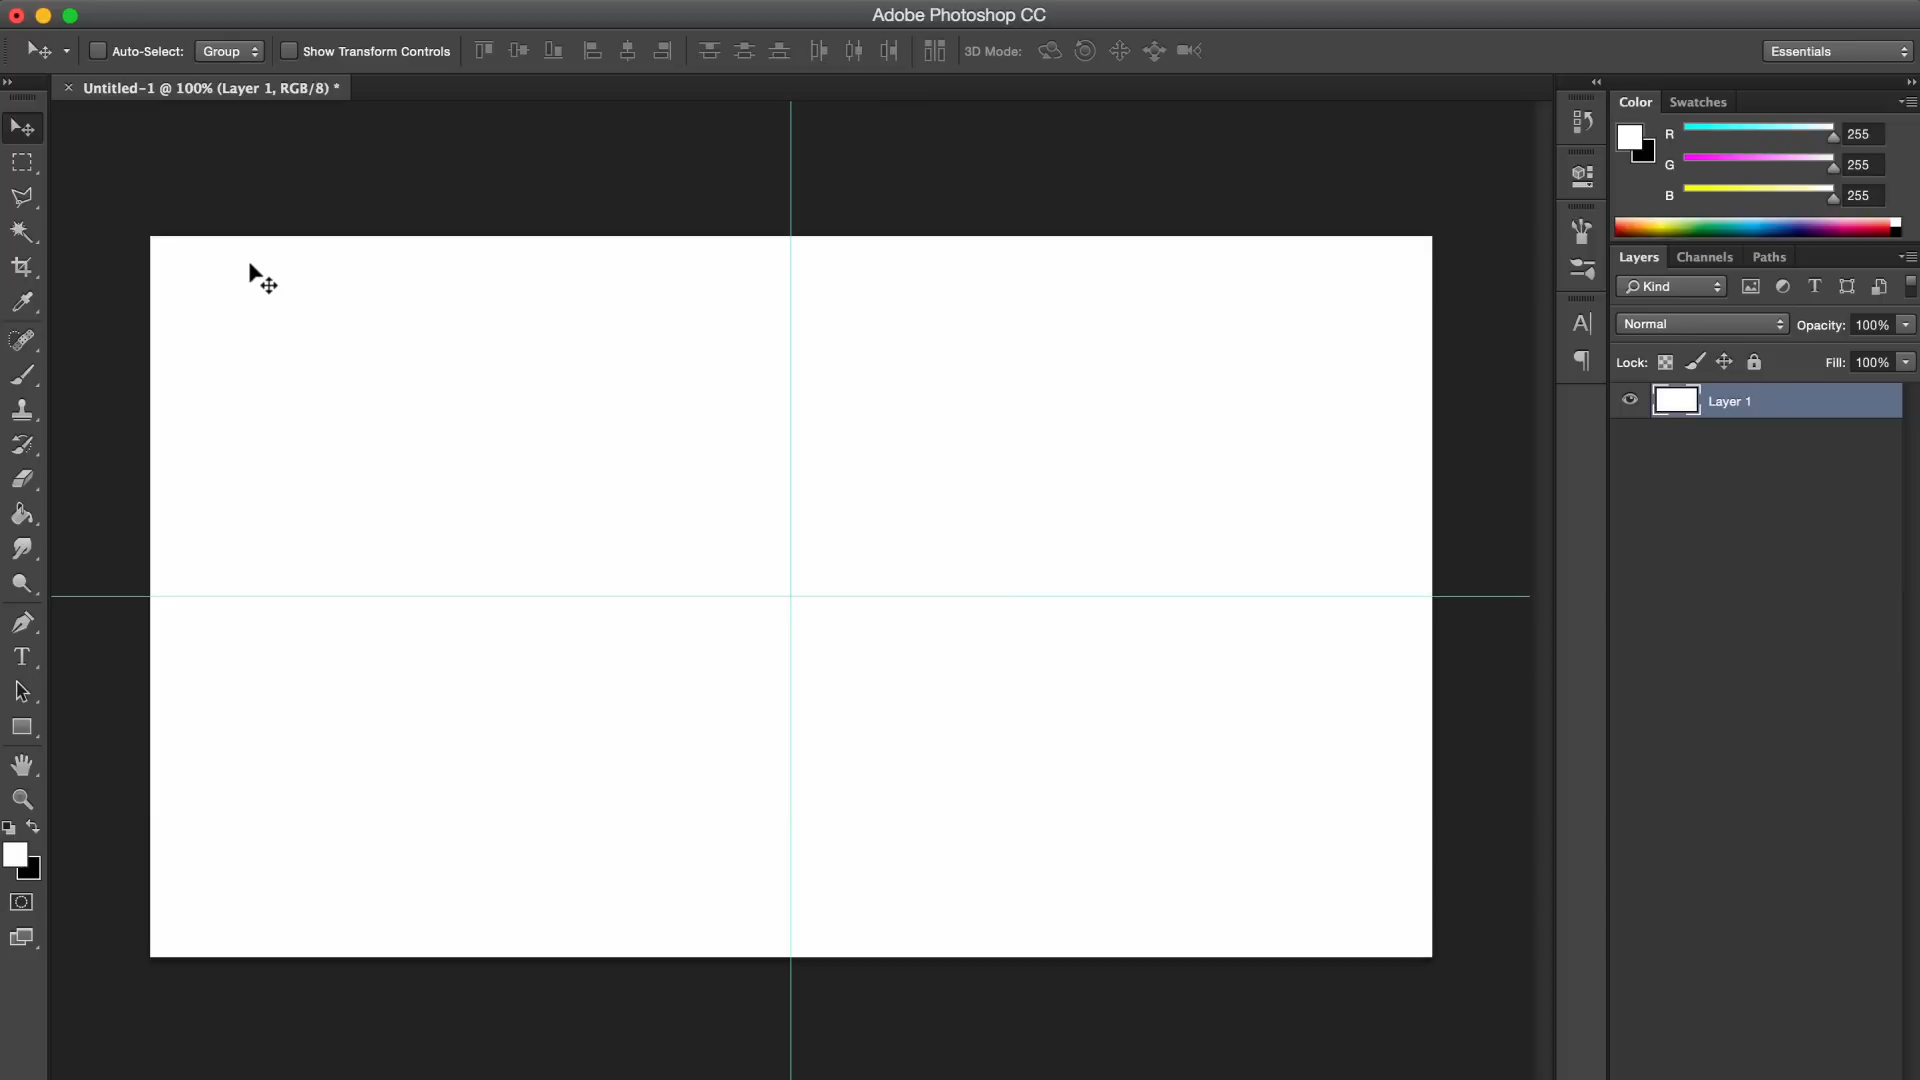 Adobe Photoshop CC
Auto-Select: Group Show Transform Controls 3D Mode: Essentials
Untitled-1 @ 100% (Layer 1, RGB/8) *
Color Swatches
R 255
G 255
B 255
Layers Channels Paths
Kind
Normal Opacity: 100%
Lock: Fill: 100%
Layer 1